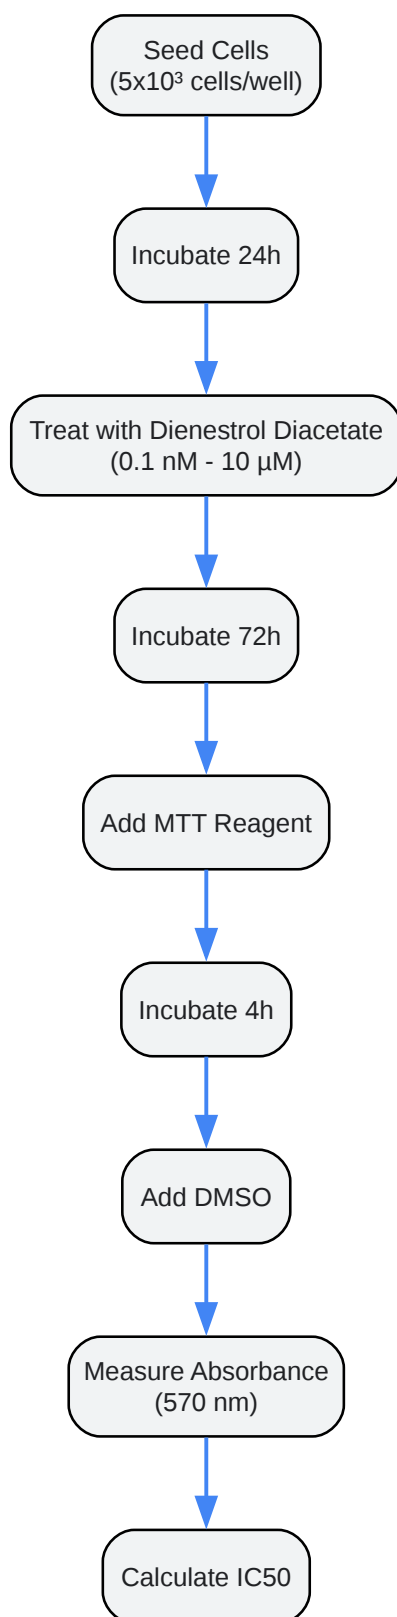 Seed Cells
(5x10³ cells/well)
Incubate 24h
Treat with Dienestrol Diacetate
(0.1 nM - 10 µM)
Incubate 72h
Add MTT Reagent
Incubate 4h
Add DMSO
Measure Absorbance
(570 nm)
Calculate IC50